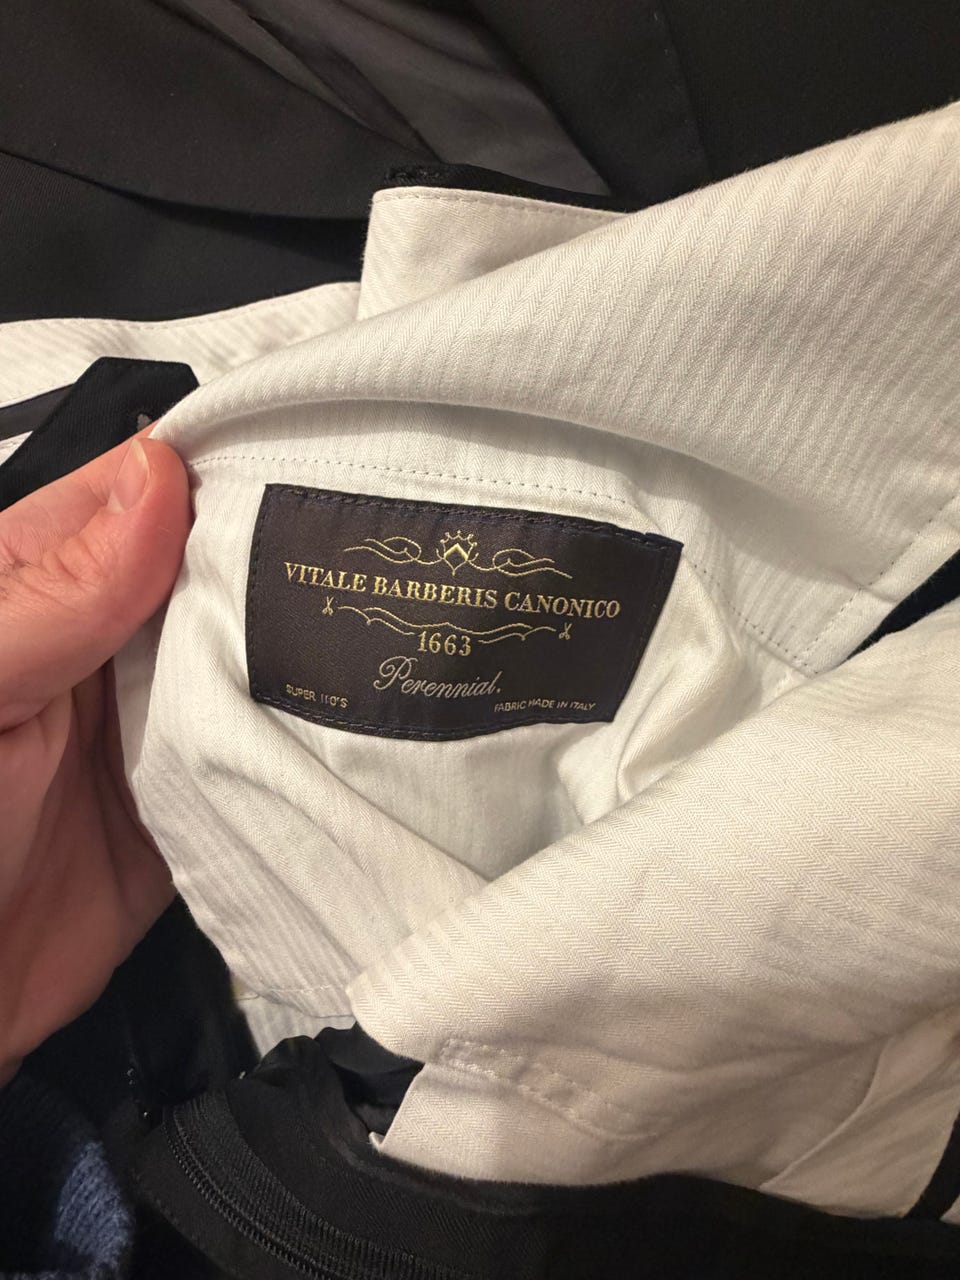 VITALE BARBERIS CANONICO
1663
Perennial.
SUPER 110'S
FABRIC MADE IN ITALY